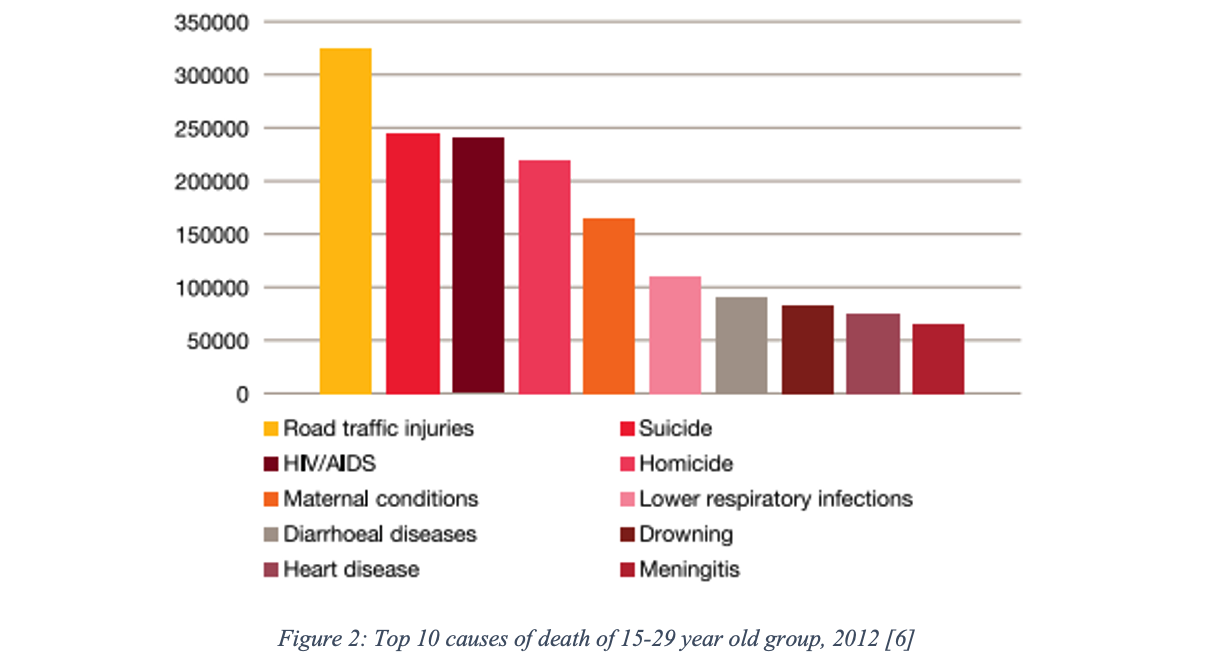 350000
300000
250000
200000
150000
100000
50000
0
Road traffic injuries
Suicide
HIV/AIDS
Homicide
Maternal conditions
Lower respiratory infections
Diarrhoeal diseases
Drowning
Heart disease
Meningitis
Figure 2: Top 10 causes of death of 15-29 year old group, 2012 [6]